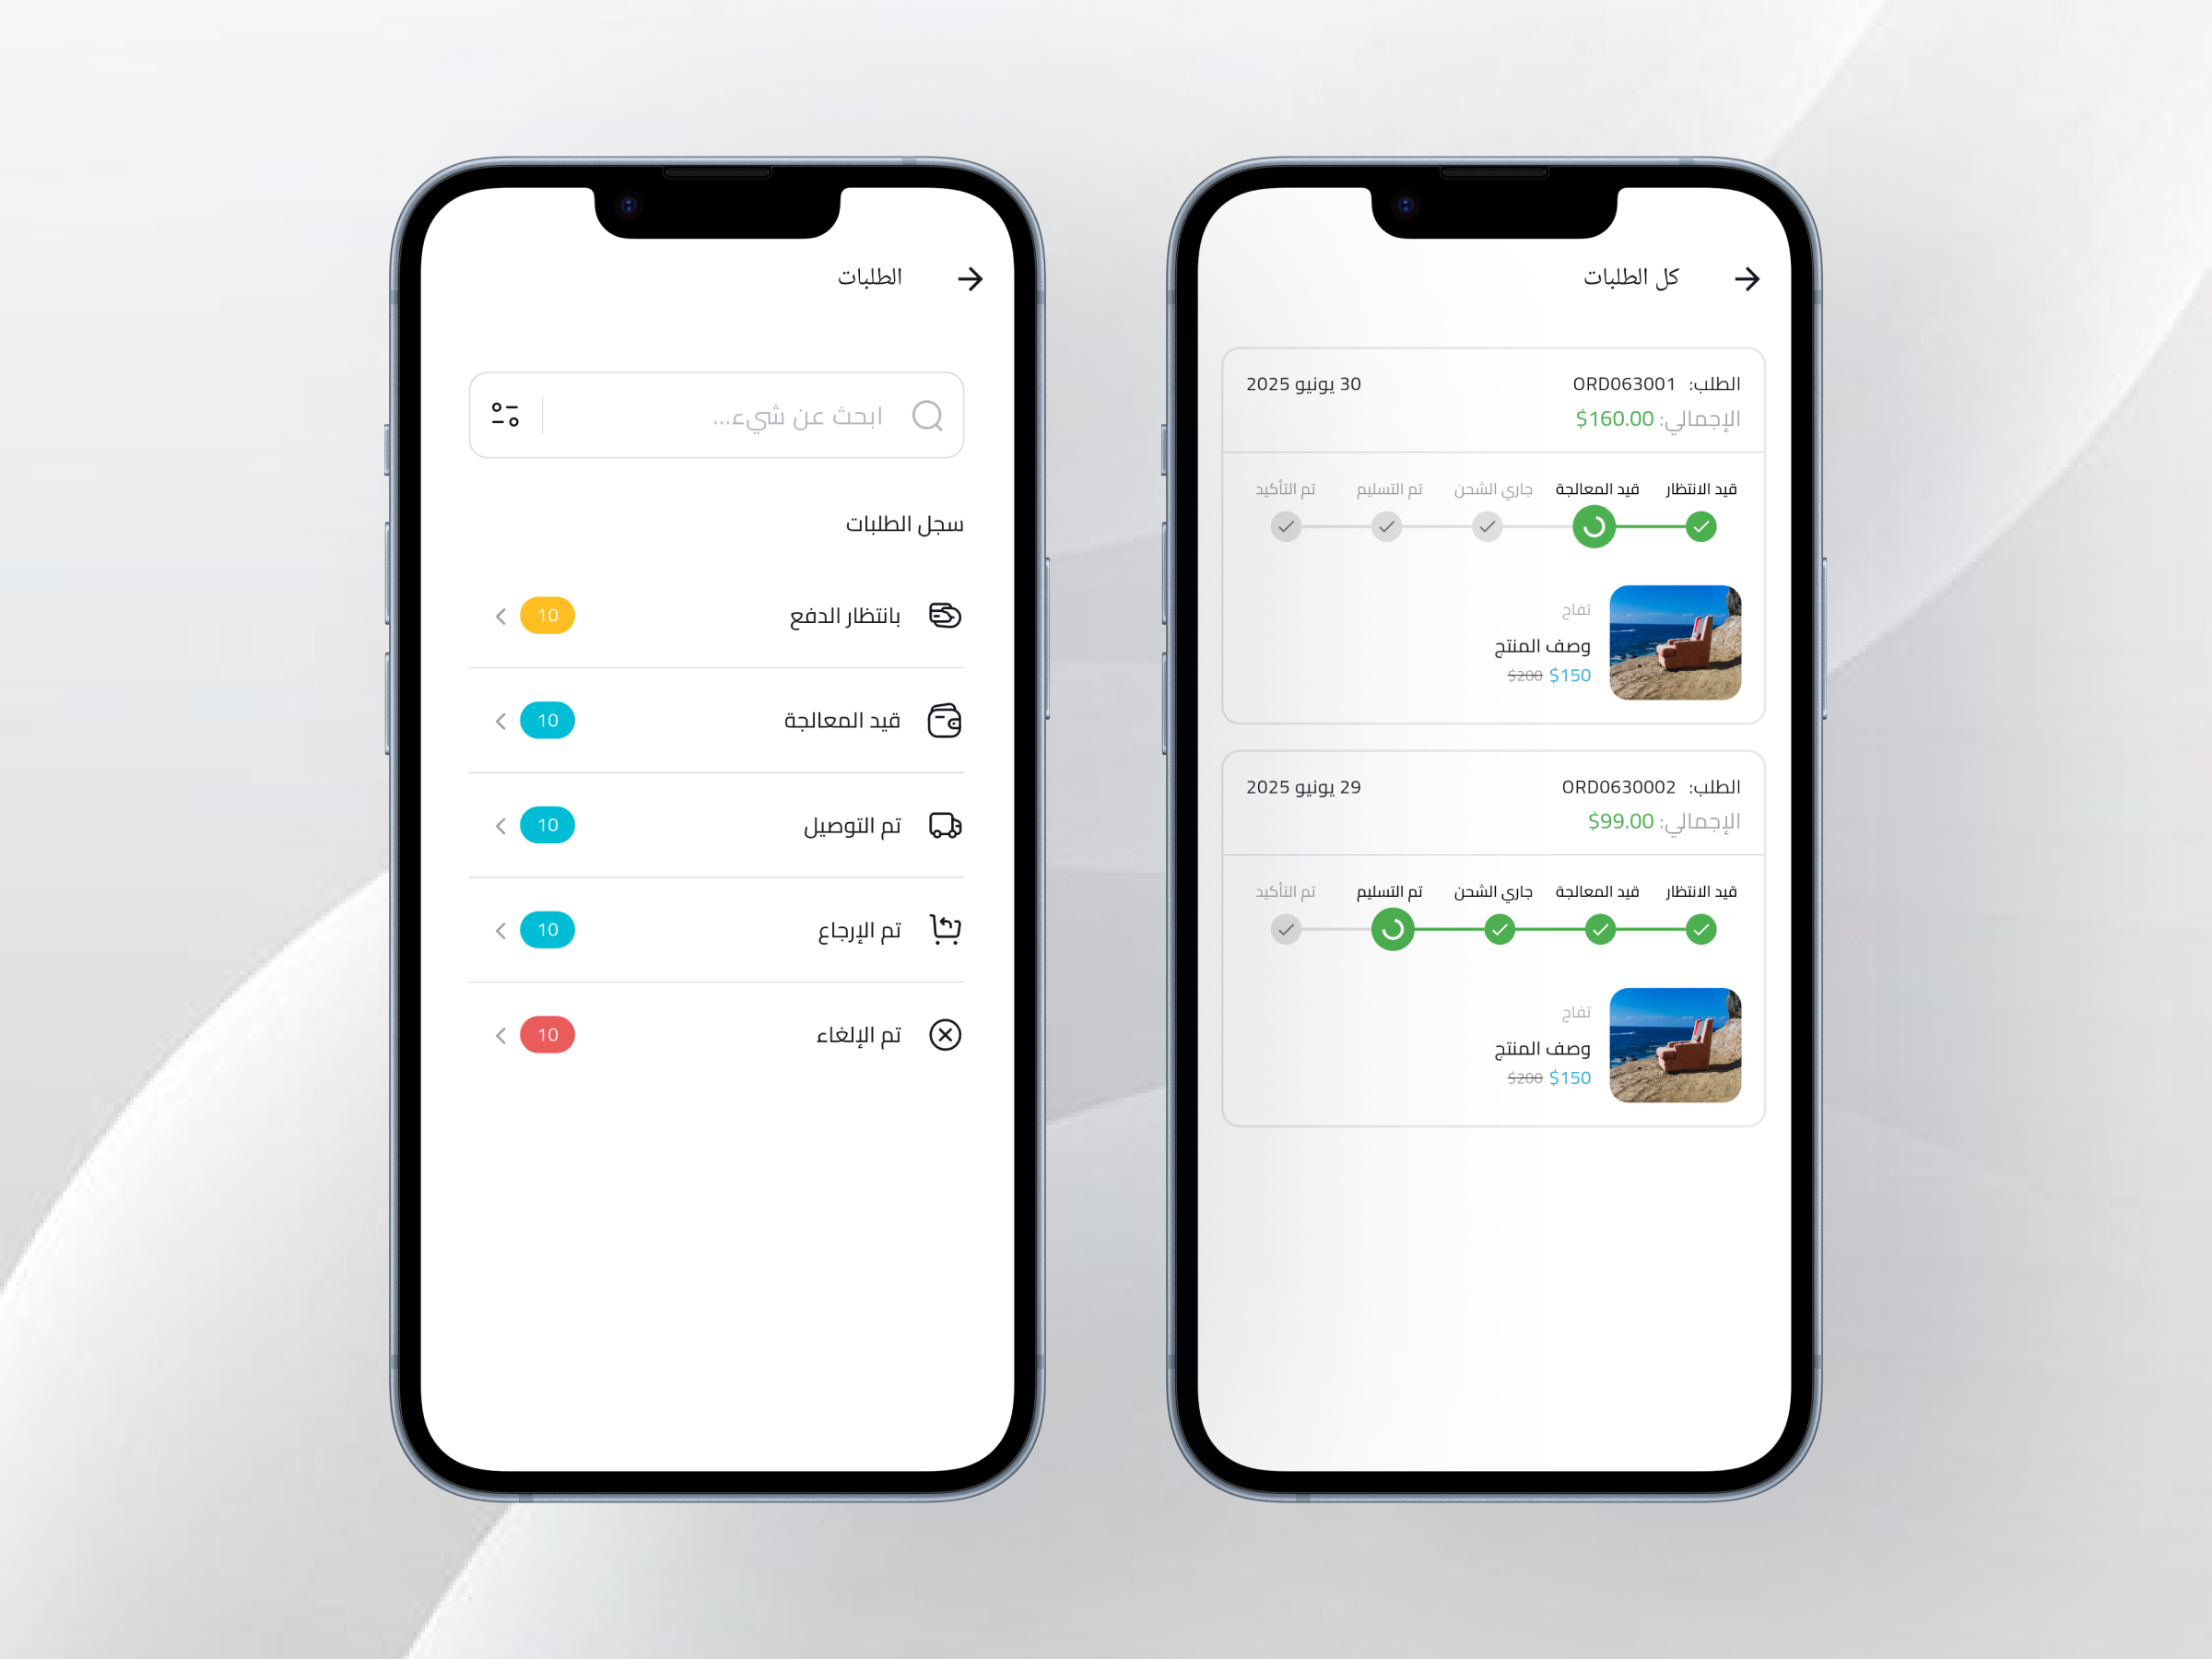 الطلبات
ابحث عن شيء...
سجل الطلبات
بانتظار الدفع 10
قيد المعالجة 10
تم التوصيل 10
تم الإرجاع 10
تم الإلغاء 10
كل الطلبات
الطلب: ORD063001 30 يونيو 2025
الإجمالي: $160.00
قيد الانتظار قيد المعالجة جاري الشحن تم التسليم تم التأكيد
تفاح
وصف المنتج
$150 $200
الطلب: ORD0630002 29 يونيو 2025
الإجمالي: $99.00
قيد الانتظار قيد المعالجة جاري الشحن تم التسليم تم التأكيد
تفاح
وصف المنتج
$150 $200